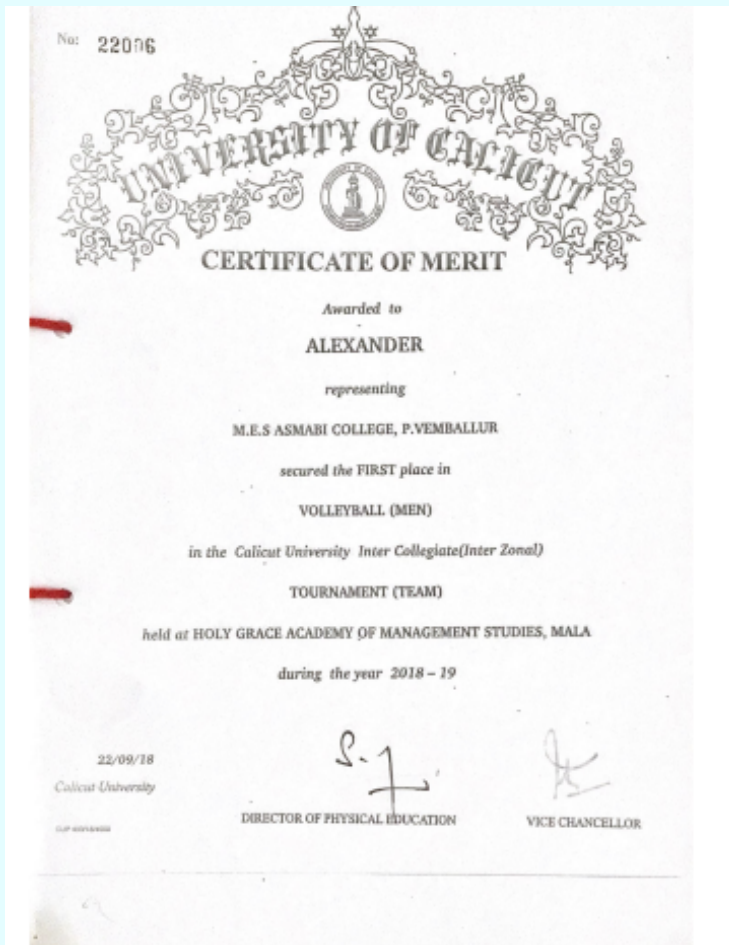 No: 22006
UNIVERSITY OF CALICUT
CERTIFICATE OF MERIT
Awarded to
ALEXANDER
representing
M.E.S ASMABI COLLEGE, P.VEMBALLUR
secured the FIRST place in
VOLLEYBALL (MEN)
in the Calicut University Inter Collegiate(Inter Zonal)
TOURNAMENT (TEAM)
held at HOLY GRACE ACADEMY OF MANAGEMENT STUDIES, MALA
during the year 2018 – 19
22/09/18
Calicut University
DIRECTOR OF PHYSICAL EDUCATION
VICE CHANCELLOR